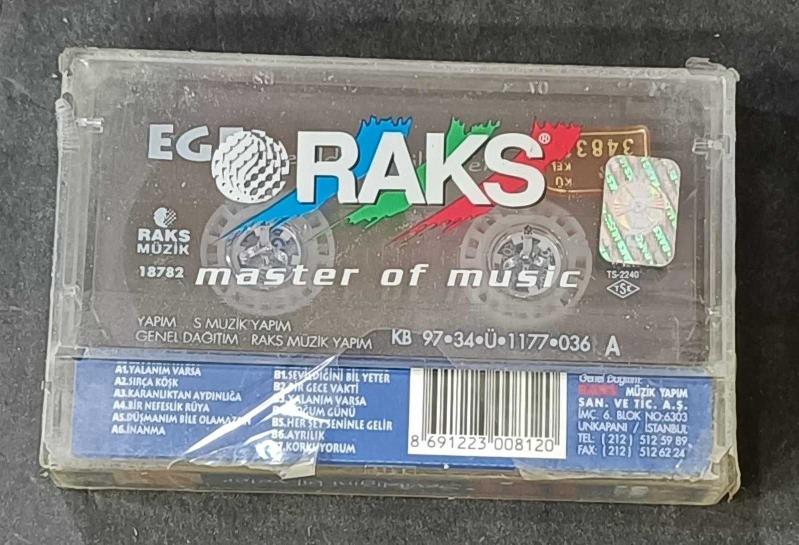 EGE
RAKS®
3483
KÜ
KEL
RAKS
MÜZİK
18782
master of music
TS-2240
TSE
YAPIM S MÜZİK YAPIM
GENEL DAĞITIM · RAKS MÜZİK YAPIM
KB 97•34•Ü•1177•036 A
A1.YALANIM VARSA
A2.SIRÇA KÖŞK
A3.KARANLIKTAN AYDINLIĞA
A4.BİR NEFESLİK RÜYA
A5.DÜŞMANIM BİLE OLAMAZSIN
A6.İNANMA
B1.SEVİLDİĞİNİ BİL YETER
B2.BİR GECE VAKTİ
YALANIM VARSA
DOĞUM GÜNÜ
B5.HER ŞEY SENİNLE GELİR
B6.AYRILIK
B7.KORKUYORUM
8 691223 008120
Genel Dağıtım:
RAKS MÜZİK YAPIM
SAN. VE TİC. A.Ş.
İMÇ. 6. BLOK NO:6303
UNKAPANI / İSTANBUL
TEL: (212) 512 59 89
FAX: (212) 512 62 24